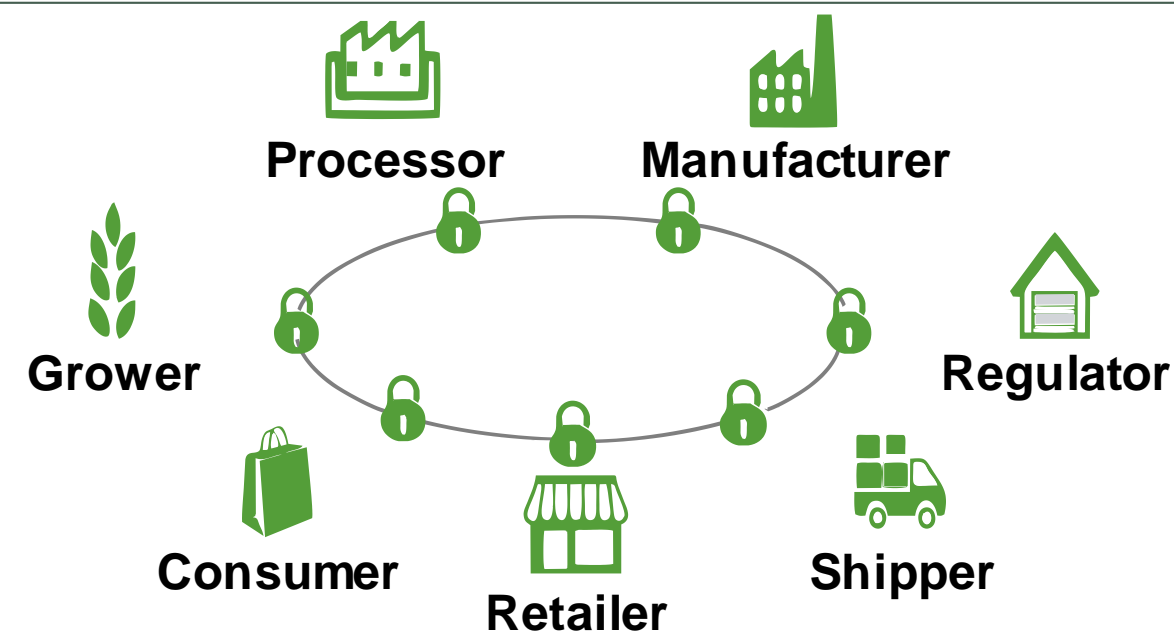 Processor
Manufacturer
Grower
Regulator
Consumer
Shipper
Retailer